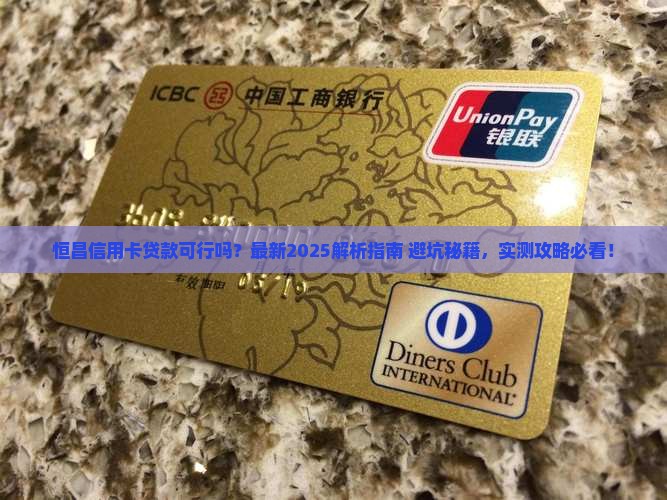 ICBC 中国工商银行
UnionPay
银联
恒昌信用卡贷款可行吗？最新2025解析指南 避坑秘籍，实测攻略必看！
Diners Club
INTERNATIONAL